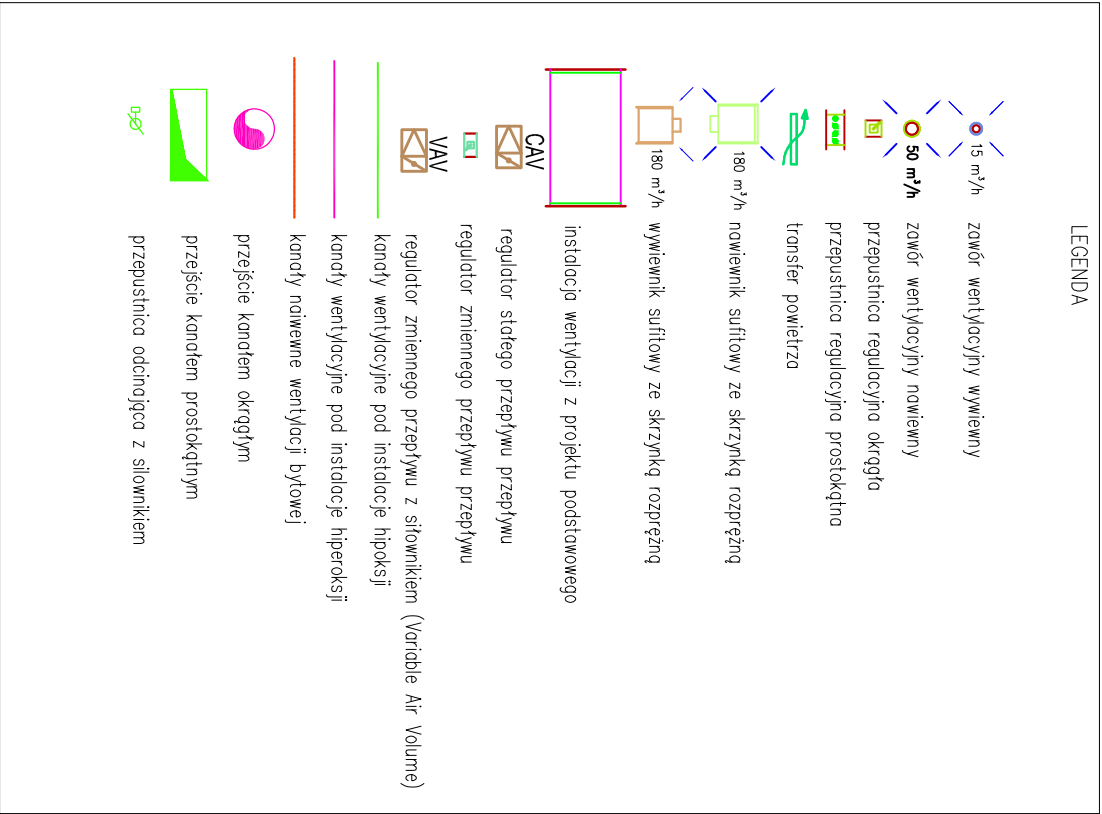 LEGENDA
15 m³/h zawór wentylacyjny wywiewny
50 m³/h zawór wentylacyjny nawiewny
przepustnica regulacyjna okrągła
przepustnica regulacyjna prostokątna
transfer powietrza
180 m³/h nawiewnik sufitowy ze skrzynką rozprężną
180 m³/h wywiewnik sufitowy ze skrzynką rozprężną
instalacja wentylacji z projektu podstawowego
CAV regulator stałego przepływu przepływu
regulator zmiennego przepływu przepływu
VAV regulator zmiennego przepływu z siłownikiem (Variable Air Volume)
kanały wentylacyjne pod instalacje hipoksji
kanały wentylacyjne pod instalacje hiperoksji
kanały naiwewne wentylacji bytowej
przejście kanałem okrągłym
przejście kanałem prostokątnym
przepustnica odcinająca z silownikiem